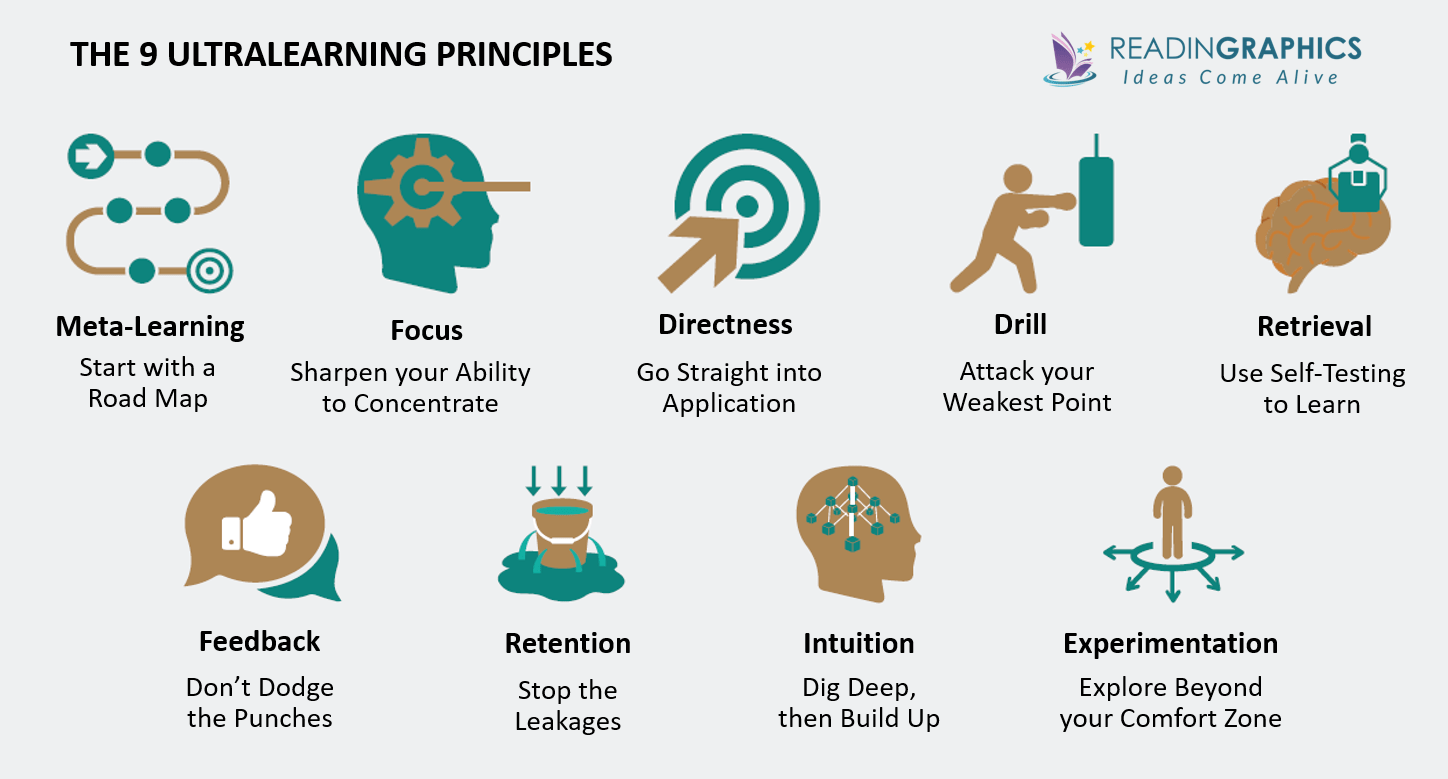 THE 9 ULTRALEARNING PRINCIPLES
READINGRAPHICS
Ideas Come Alive
Meta-Learning
Start with a
Road Map
Focus
Sharpen your Ability
to Concentrate
Directness
Go Straight into
Application
Drill
Attack your
Weakest Point
Retrieval
Use Self-Testing
to Learn
Feedback
Don’t Dodge
the Punches
Retention
Stop the
Leakages
Intuition
Dig Deep,
then Build Up
Experimentation
Explore Beyond
your Comfort Zone